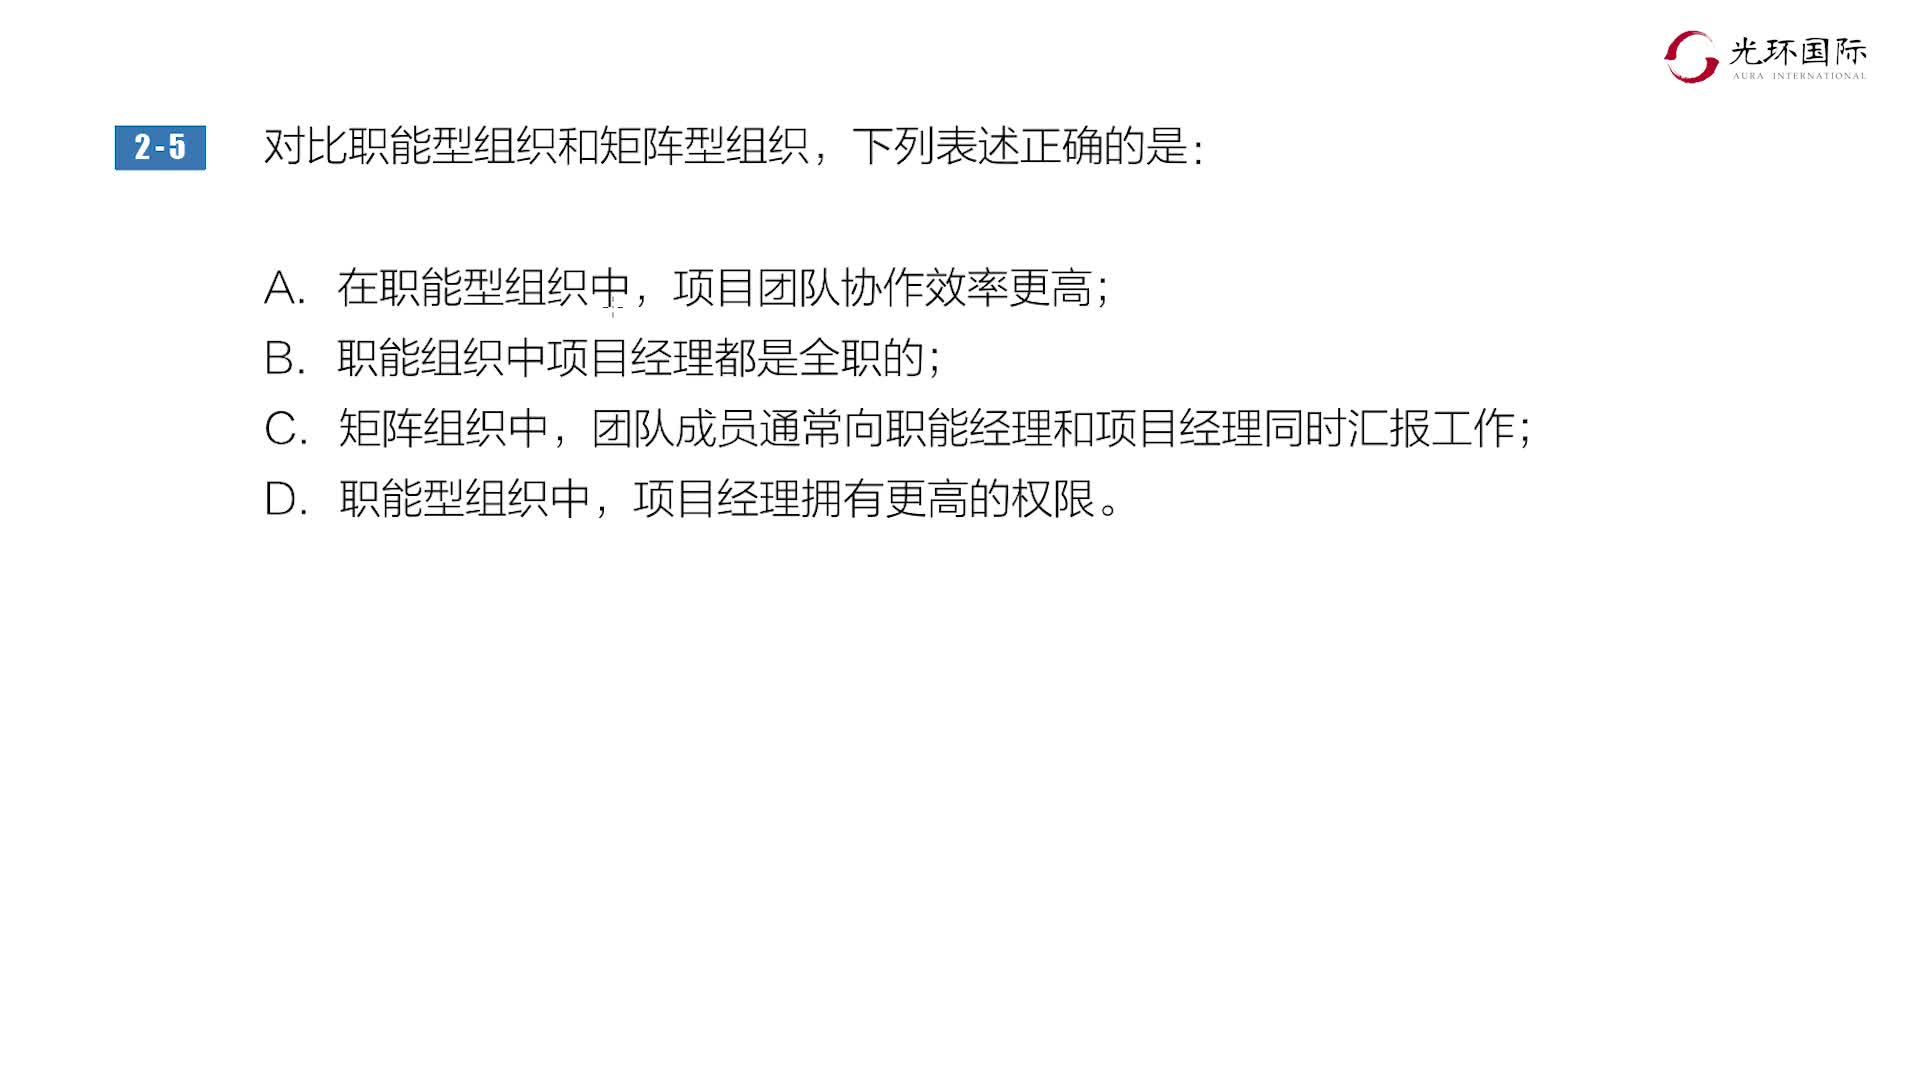 光环国际
AURA INTERNATIONAL
2-5 对比职能型组织和矩阵型组织，下列表述正确的是：
A. 在职能型组织中，项目团队协作效率更高；
B. 职能组织中项目经理都是全职的；
C. 矩阵组织中，团队成员通常向职能经理和项目经理同时汇报工作；
D. 职能型组织中，项目经理拥有更高的权限。